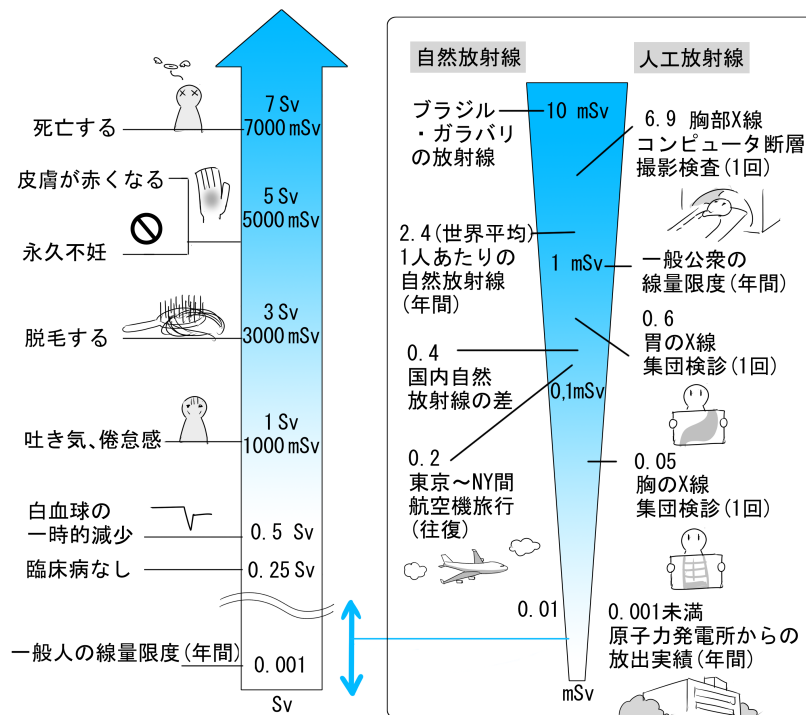 7 Sv
7000 mSv
死亡する
皮膚が赤くなる
5 Sv
5000 mSv
永久不妊
3 Sv
3000 mSv
脱毛する
1 Sv
1000 mSv
吐き気、倦怠感
白血球の
一時的減少
0.5 Sv
臨床病なし
0.25 Sv
一般人の線量限度(年間)
0.001
Sv
自然放射線
人工放射線
ブラジル
・ガラバリ
の放射線
10 mSv
6.9 胸部X線
コンピュータ断層
撮影検査(1回)
2.4(世界平均)
1人あたりの
自然放射線
(年間)
1 mSv
一般公衆の
線量限度(年間)
0.6
胃のX線
集団検診(1回)
0.4
国内自然
放射線の差
0,1mSv
0.2
東京～NY間
航空機旅行
(往復)
0.05
胸のX線
集団検診(1回)
0.01
0.001未満
原子力発電所からの
放出実績(年間)
mSv